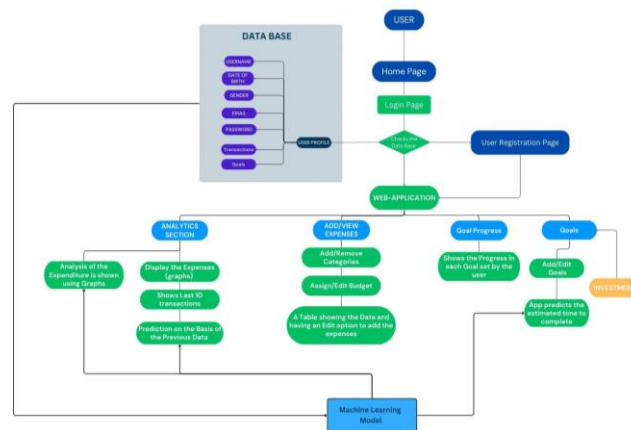 DATA BASE
USER
USERNAME
DATE OF
BIRTH
GENDER
EMAIL
PASSWORD
Transactions
Goals
USER PROFILE
Home Page
Login Page
Checks the
Data Base
User Registration Page
WEB-APPLICATION
ANALYTICS
SECTION
ADD/VIEW
EXPENSES
Goal Progress
Goals
Analysis of the
Expenditure is shown
using Graphs
Display the Expenses
(graphs)
Shows Last 10
transactions
Prediction on the Basis of
the Previous Data
Add/Remove
Categories
Assign/Edit Budget
A Table showing the Data and
having an Edit option to add the
expenses
Shows the Progress in
each Goal set by the
user
Add/Edit
Goals
App predicts the
estimated time to
complete
INVESTMEN
Machine Learning
Model